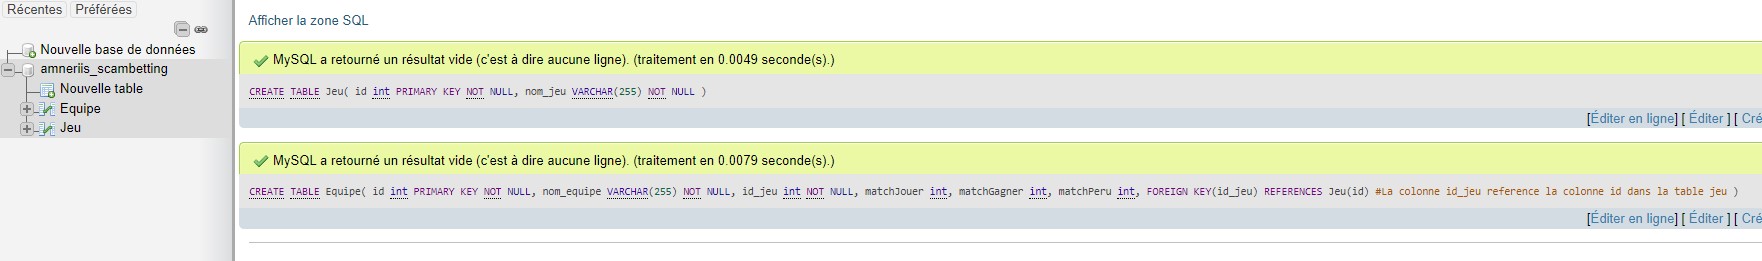 Récentes Préférées
Nouvelle base de données
amneriis_scambetting
Nouvelle table
Equipe
Jeu
Afficher la zone SQL
MySQL a retourné un résultat vide (c'est à dire aucune ligne). (traitement en 0.0049 seconde(s).)
CREATE TABLE Jeu( id int PRIMARY KEY NOT NULL, nom_jeu VARCHAR(255) NOT NULL )
[Éditer en ligne] [ Éditer ] [ Cré
MySQL a retourné un résultat vide (c'est à dire aucune ligne). (traitement en 0.0079 seconde(s).)
CREATE TABLE Equipe( id int PRIMARY KEY NOT NULL, nom_equipe VARCHAR(255) NOT NULL, id_jeu int NOT NULL, matchJouer int, matchGagner int, matchPeru int, FOREIGN KEY(id_jeu) REFERENCES Jeu(id) #La colonne id_jeu reference la colonne id dans la table jeu )
[Éditer en ligne] [ Éditer ] [ Cré